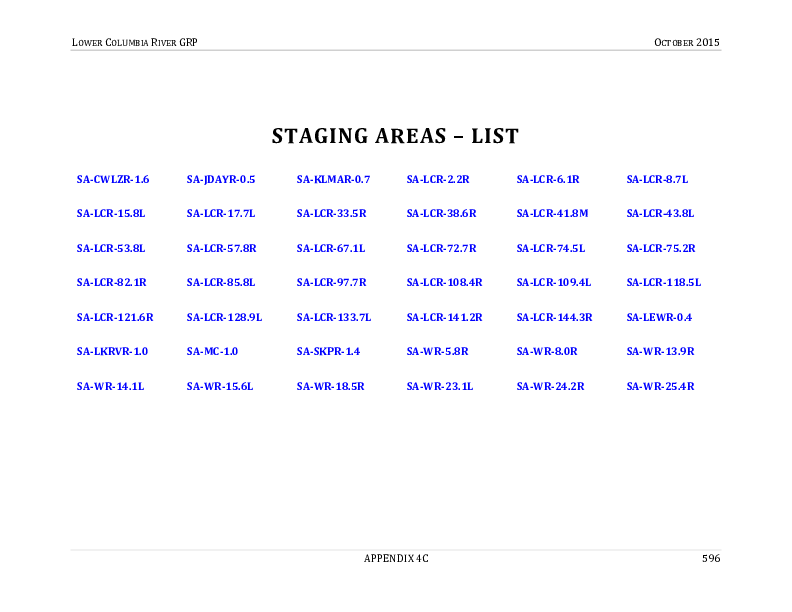 LOWER COLUMBIA RIVER GRP OCTOBER 2015
STAGING AREAS – LIST
SA-CWLZR-1.6 SA-JDAYR-0.5 SA-KLMAR-0.7 SA-LCR-2.2R SA-LCR-6.1R SA-LCR-8.7L
SA-LCR-15.8L SA-LCR-17.7L SA-LCR-33.5R SA-LCR-38.6R SA-LCR-41.8M SA-LCR-43.8L
SA-LCR-53.8L SA-LCR-57.8R SA-LCR-67.1L SA-LCR-72.7R SA-LCR-74.5L SA-LCR-75.2R
SA-LCR-82.1R SA-LCR-85.8L SA-LCR-97.7R SA-LCR-108.4R SA-LCR-109.4L SA-LCR-118.5L
SA-LCR-121.6R SA-LCR-128.9L SA-LCR-133.7L SA-LCR-141.2R SA-LCR-144.3R SA-LEWR-0.4
SA-LKRVR-1.0 SA-MC-1.0 SA-SKPR-1.4 SA-WR-5.8R SA-WR-8.0R SA-WR-13.9R
SA-WR-14.1L SA-WR-15.6L SA-WR-18.5R SA-WR-23.1L SA-WR-24.2R SA-WR-25.4R
APPENDIX 4C 596